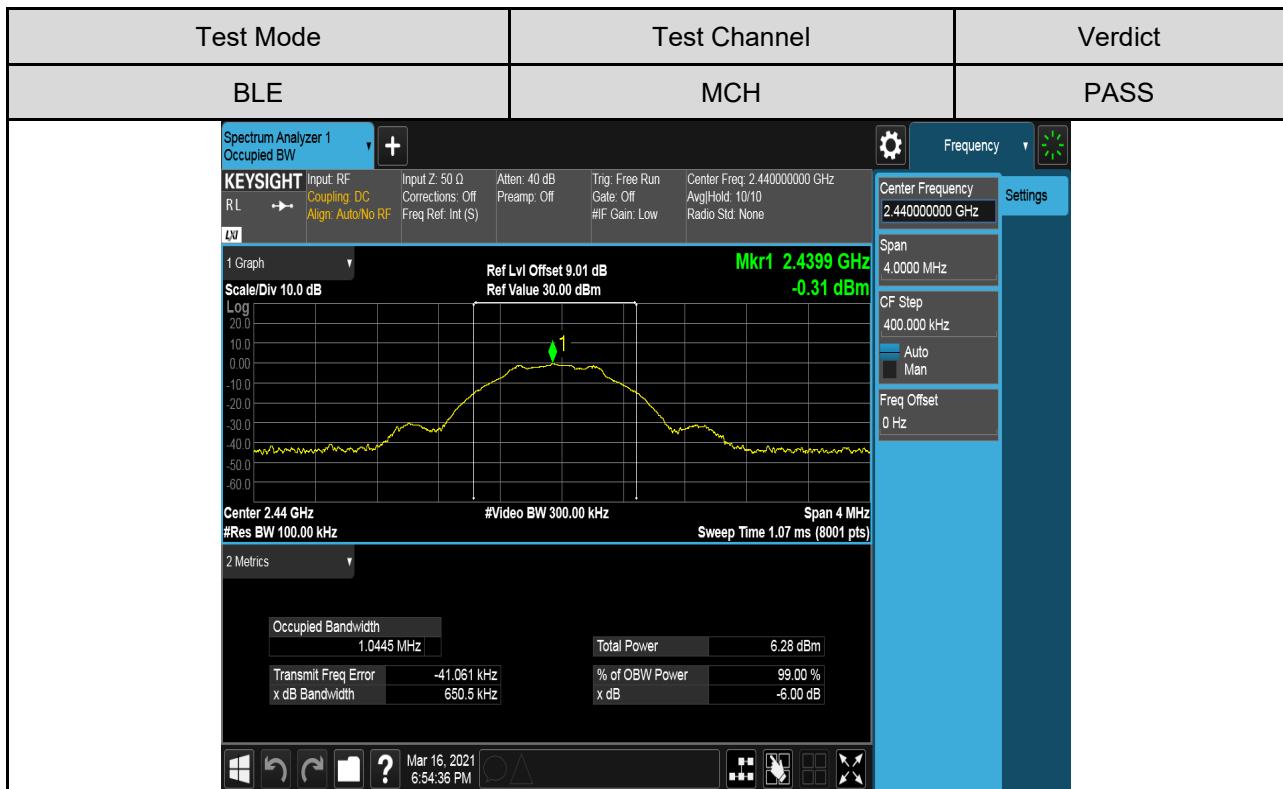 Test Mode Test Channel Verdict
BLE MCH PASS
Spectrum Analyzer 1
Occupied BW
Frequency
KEYSIGHT Input: RF Input Z: 50 Ω Atten: 40 dB Trig: Free Run Center Freq: 2.440000000 GHz
RL Coupling: DC Corrections: Off Preamp: Off Gate: Off Avg|Hold: 10/10
Align: Auto/No RF Freq Ref: Int (S) #IF Gain: Low Radio Std: None
LXI
Center Frequency
2.440000000 GHz
Settings
Span
4.0000 MHz
CF Step
400.000 kHz
Auto
Man
Freq Offset
0 Hz
1 Graph
Ref Lvl Offset 9.01 dB
Mkr1 2.4399 GHz
Scale/Div 10.0 dB Ref Value 30.00 dBm -0.31 dBm
Log
20.0
10.0
1
0.00
-10.0
-20.0
-30.0
-40.0
-50.0
-60.0
Center 2.44 GHz #Video BW 300.00 kHz Span 4 MHz
#Res BW 100.00 kHz Sweep Time 1.07 ms (8001 pts)
2 Metrics
Occupied Bandwidth
1.0445 MHz
Total Power 6.28 dBm
Transmit Freq Error -41.061 kHz % of OBW Power 99.00 %
x dB Bandwidth 650.5 kHz x dB -6.00 dB
?
Mar 16, 2021
6:54:36 PM